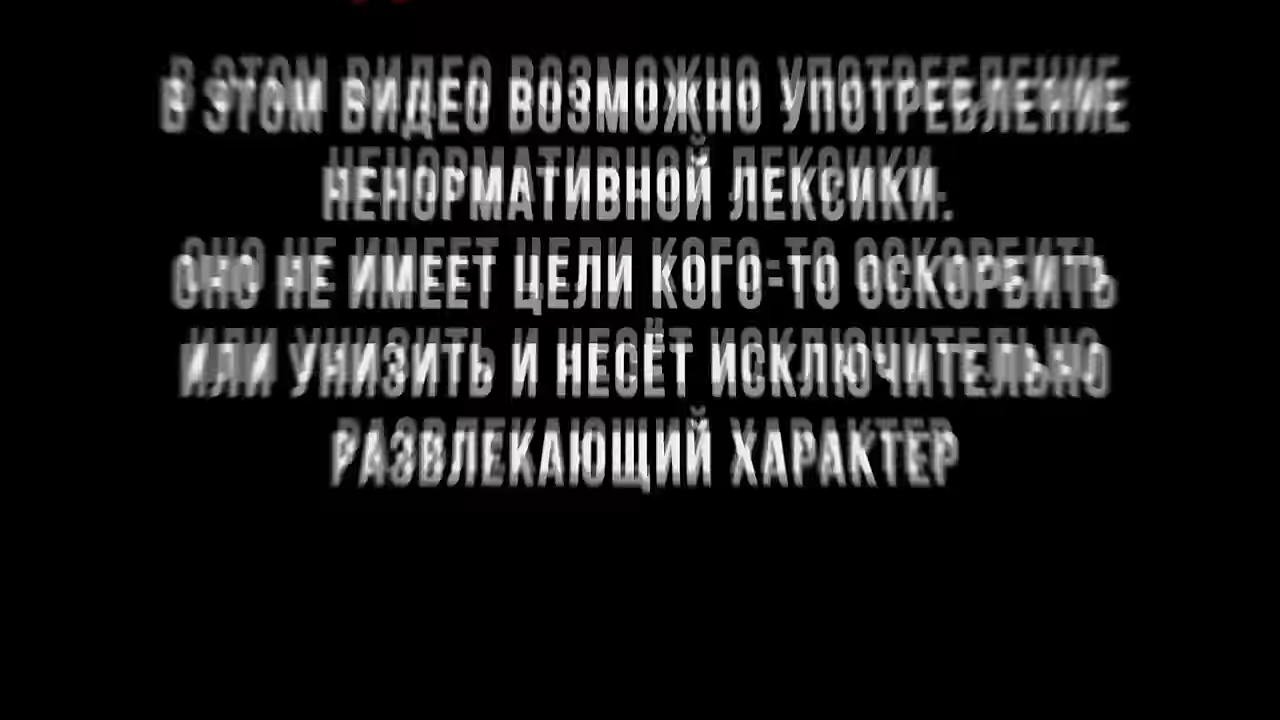 В ЭТОМ ВИДЕО ВОЗМОЖНО УПОТРЕБЛЕНИЕ
НЕНОРМАТИВНОЙ ЛЕКСИКИ.
ОНО НЕ ИМЕЕТ ЦЕЛИ КОГО-ТО ОСКОРБИТЬ
ИЛИ УНИЗИТЬ И НЕСЁТ ИСКЛЮЧИТЕЛЬНО
РАЗВЛЕКАЮЩИЙ ХАРАКТЕР